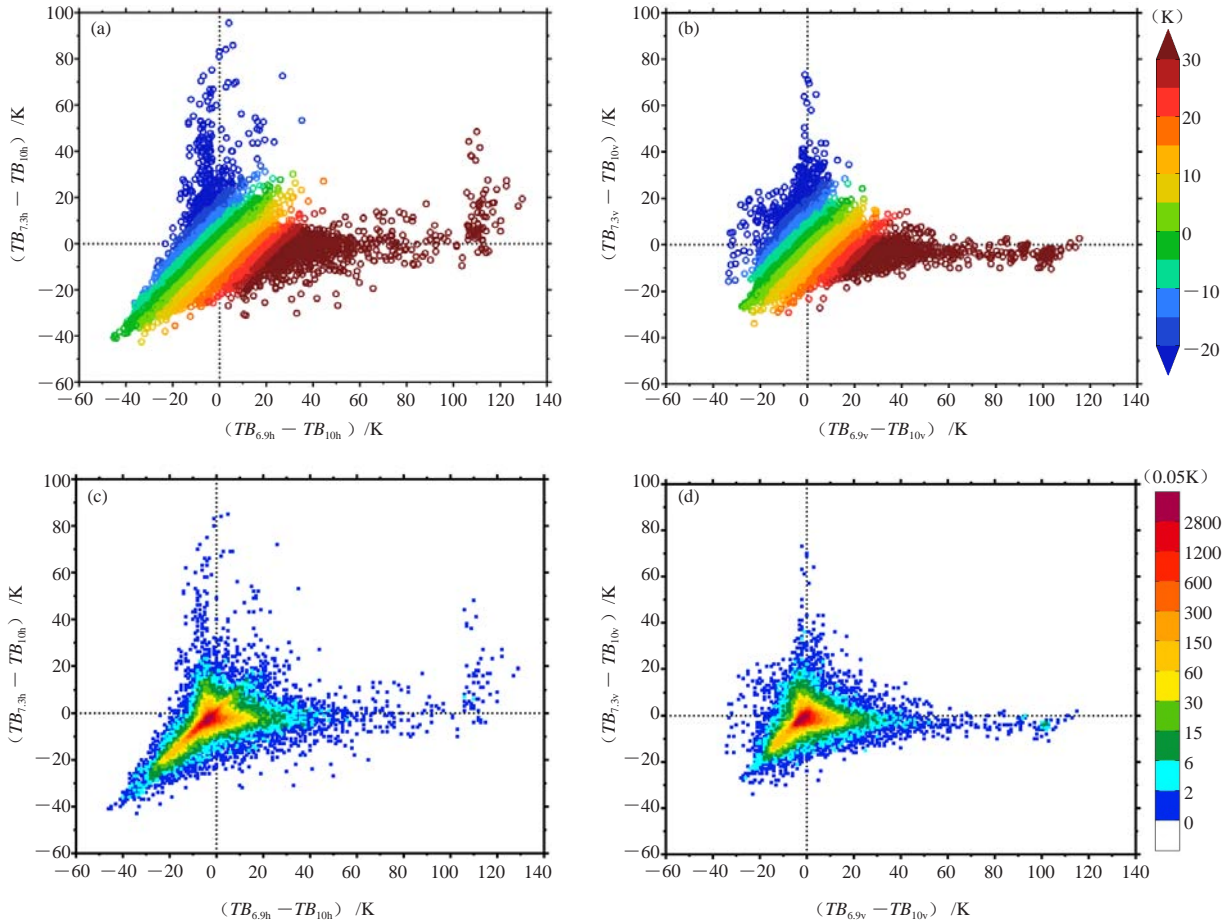 (a)
100
80
60
40
20
0
−20
−40
−60
−60 −40 −20 0 20 40 60 80 100 120 140
(TB7.3h − TB10h) /K
(TB6.9h − TB10h) /K
(b)
100
80
60
40
20
0
−20
−40
−60
−60 −40 −20 0 20 40 60 80 100 120 140
(TB7.3v − TB10v) /K
(TB6.9v−TB10v) /K
(K)
30
20
10
0
−10
−20
(c)
100
80
60
40
20
0
−20
−40
−60
−60 −40 −20 0 20 40 60 80 100 120 140
(TB7.3h − TB10h) /K
(TB6.9h −TB10h) /K
(d)
100
80
60
40
20
0
−20
−40
−60
−60 −40 −20 0 20 40 60 80 100 120 140
(TB7.3v − TB10v) /K
(TB6.9v−TB10v) /K
(0.05K)
2800
1200
600
300
150
60
30
15
6
2
0